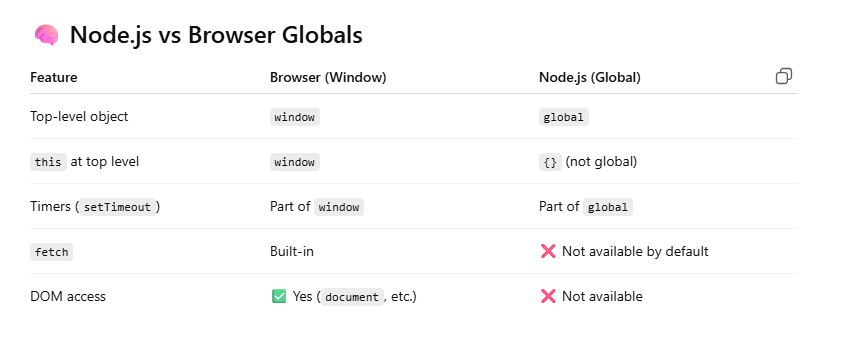 🧠 Node.js vs Browser Globals
Feature Browser (Window) Node.js (Global)
Top-level object window global
this at top level window {} (not global)
Timers (setTimeout) Part of window Part of global
fetch Built-in ❌ Not available by default
DOM access ✅ Yes (document, etc.) ❌ Not available